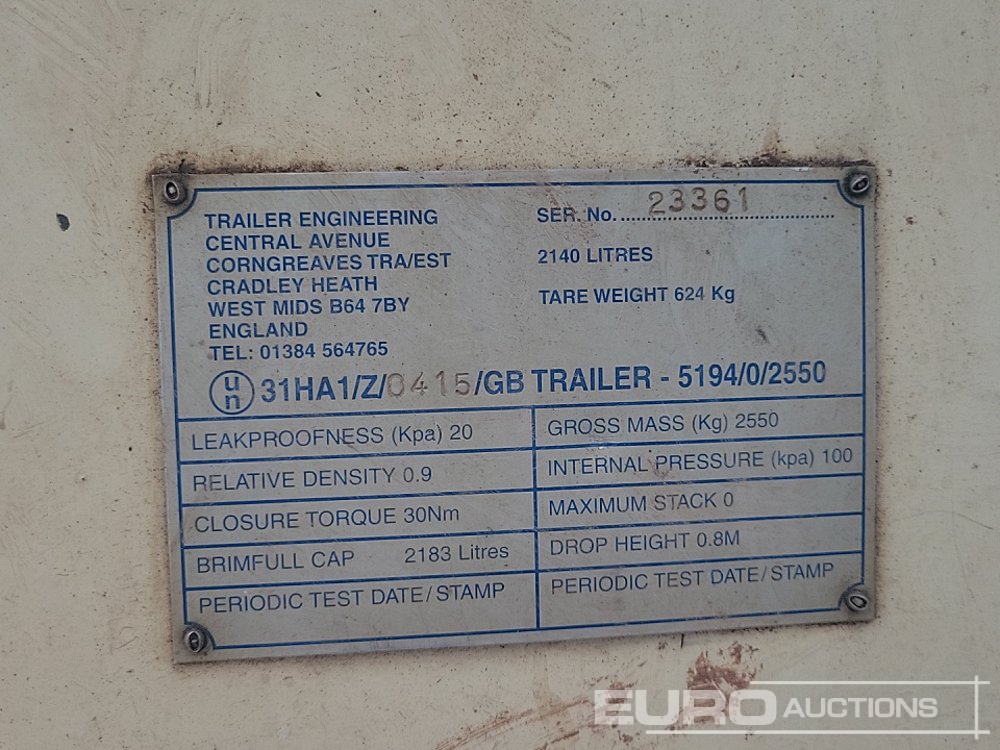 TRAILER ENGINEERING
CENTRAL AVENUE
CORNGREAVES TRA/EST
CRADLEY HEATH
WEST MIDS B64 7BY
ENGLAND
TEL: 01384 564765
SER. No. 23361
2140 LITRES
TARE WEIGHT 624 Kg
un 31HA1/Z/0415/GB TRAILER - 5194/0/2550
LEAKPROOFNESS (Kpa) 20
RELATIVE DENSITY 0.9
CLOSURE TORQUE 30Nm
BRIMFULL CAP 2183 Litres
PERIODIC TEST DATE/STAMP
GROSS MASS (Kg) 2550
INTERNAL PRESSURE (kpa) 100
MAXIMUM STACK 0
DROP HEIGHT 0.8M
PERIODIC TEST DATE/STAMP
EURO AUCTIONS